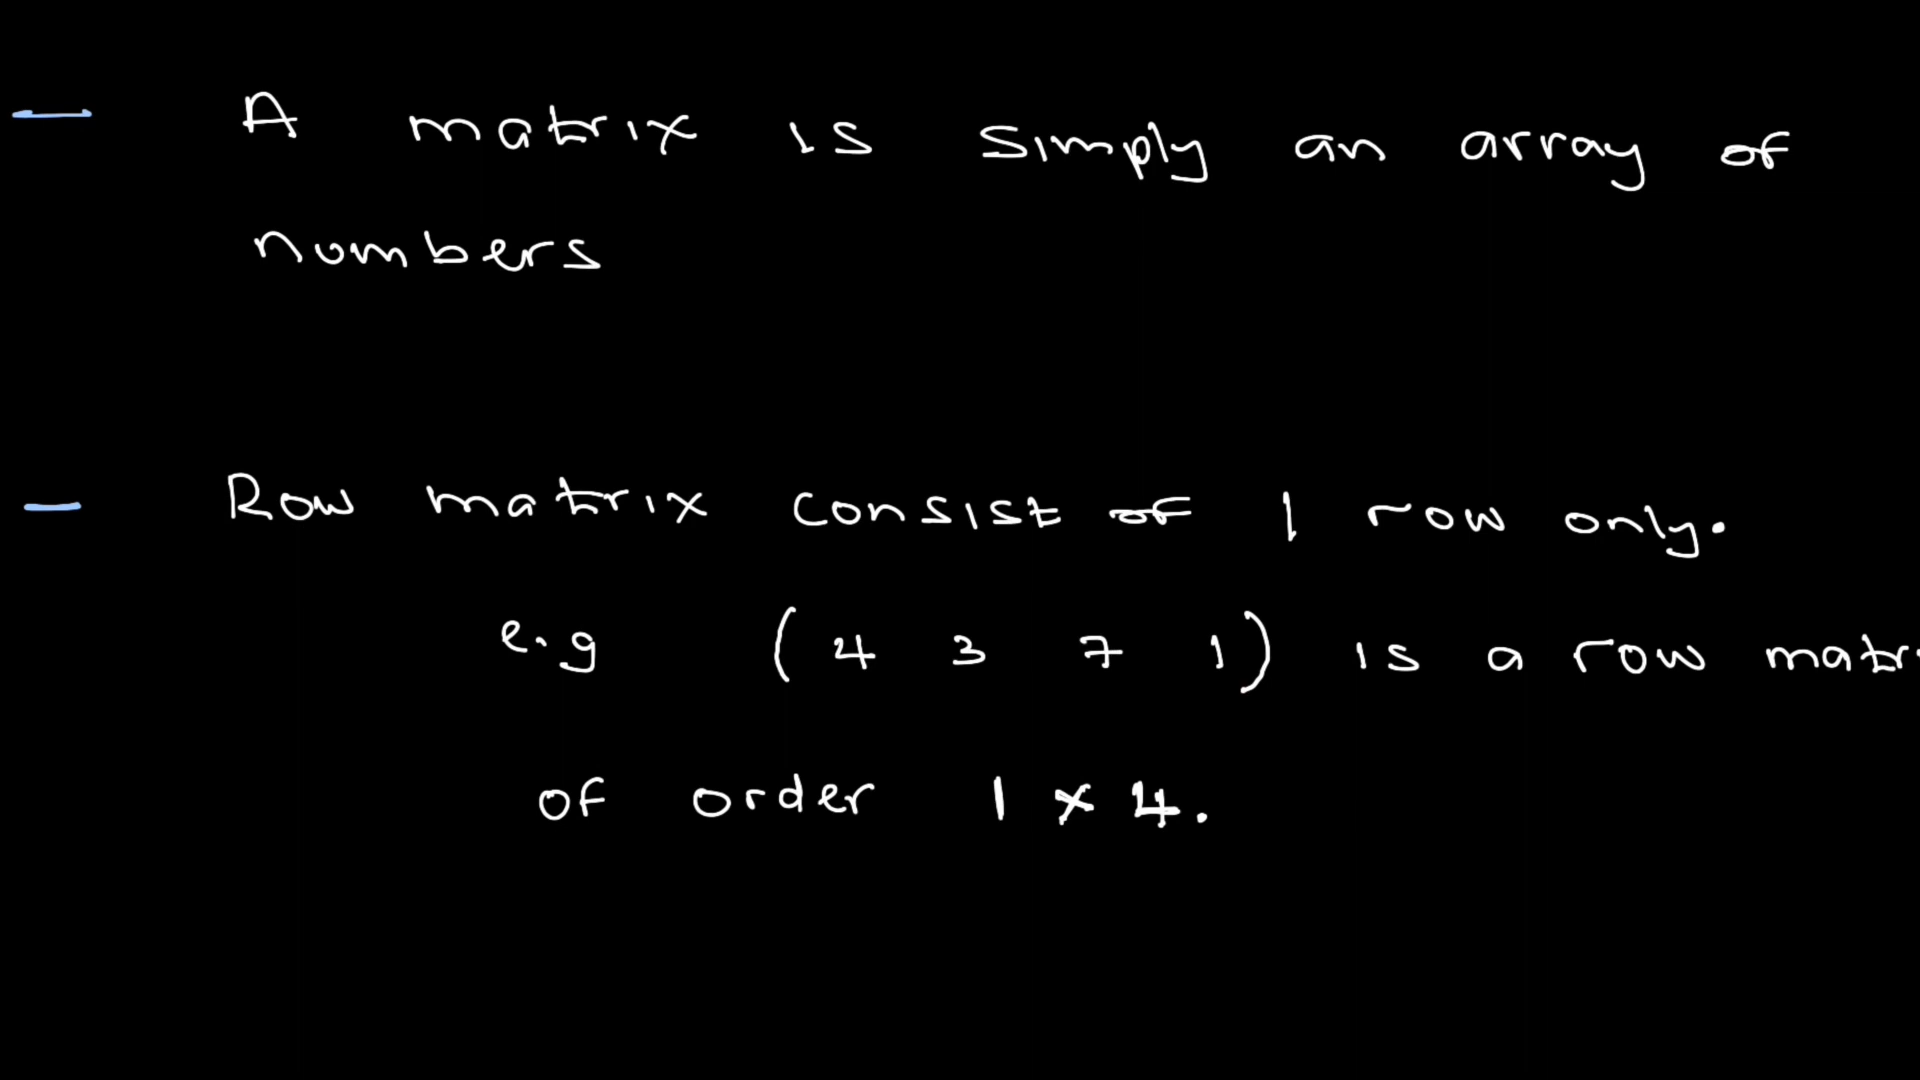 - A matrix is simply an array of
numbers
- Row matrix consist of 1 row only.
e.g (4 3 7 1) is a row matr
of order 1 × 4.